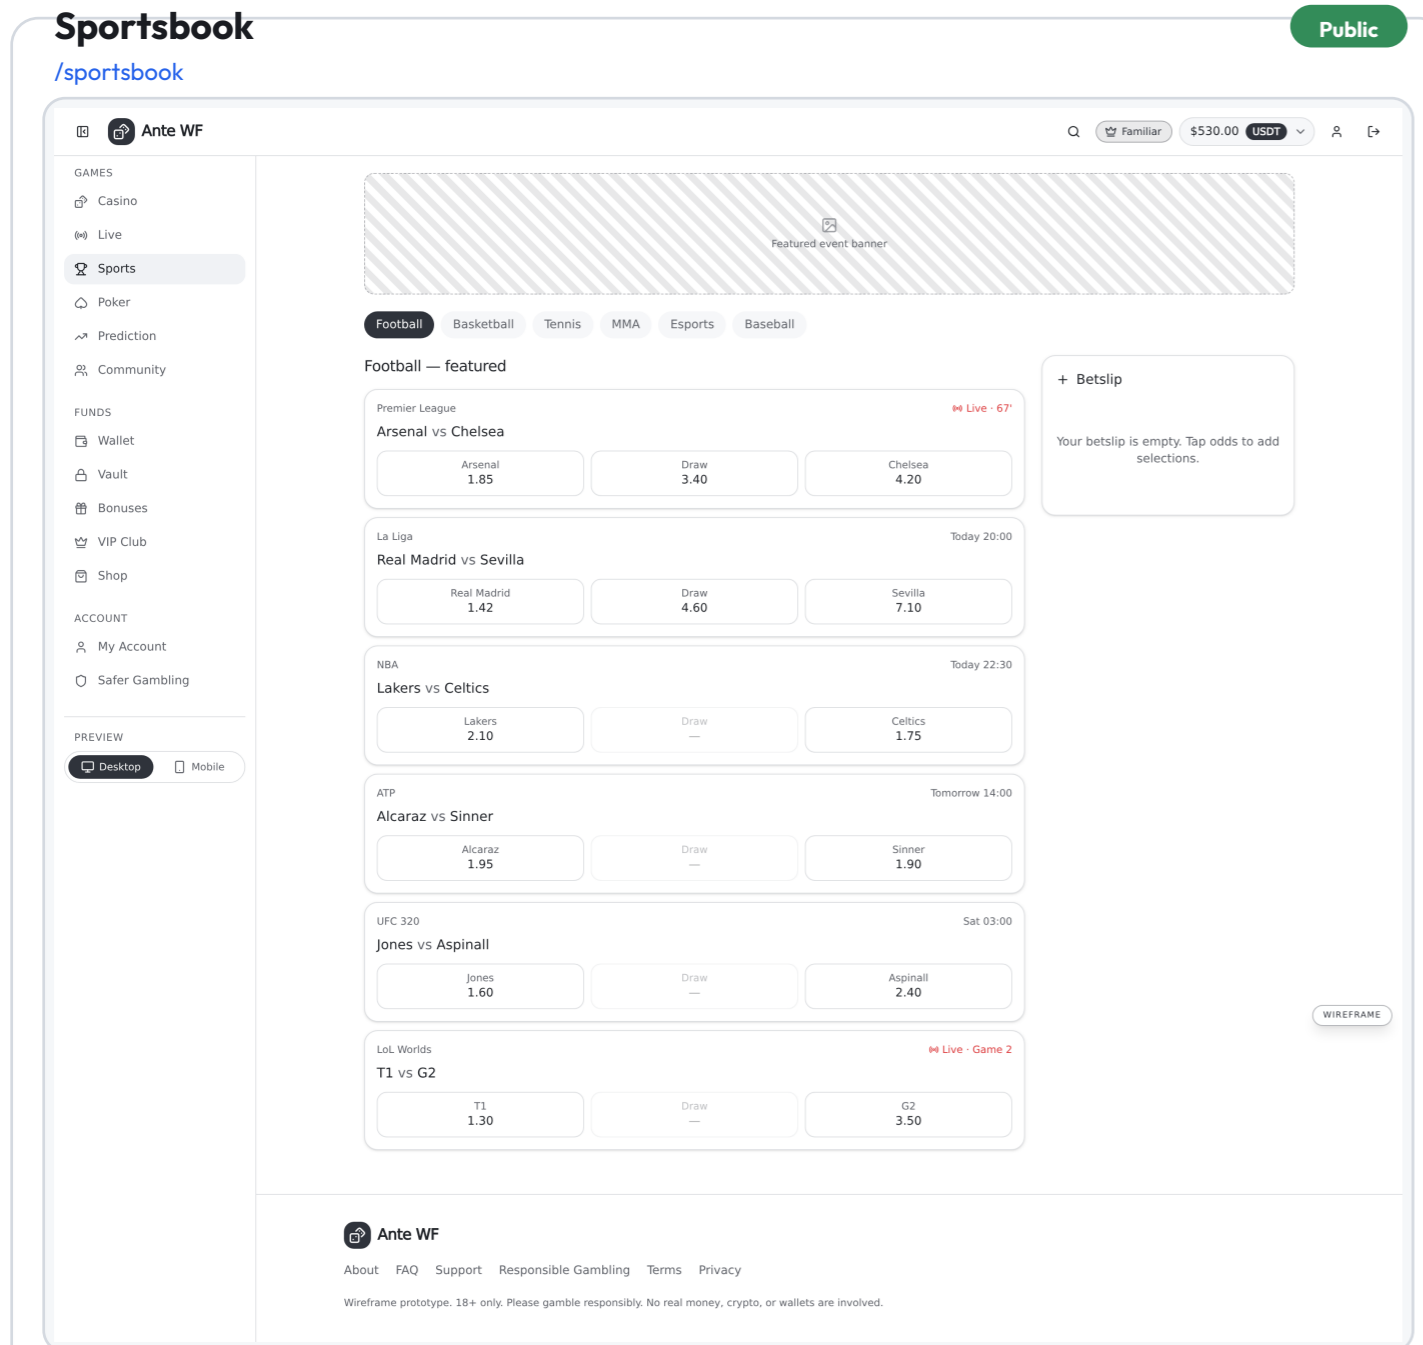 Sportsbook
Public
/sportsbook
Ante WF
Familiar
$530.00 USDT
GAMES
Casino
Live
Sports
Poker
Prediction
Community
FUNDS
Wallet
Vault
Bonuses
VIP Club
Shop
ACCOUNT
My Account
Safer Gambling
PREVIEW
Desktop Mobile
Featured event banner
Football Basketball Tennis MMA Esports Baseball
Football — featured
Premier League Live · 67'
Arsenal vs Chelsea
Arsenal Draw Chelsea
1.85 3.40 4.20
La Liga Today 20:00
Real Madrid vs Sevilla
Real Madrid Draw Sevilla
1.42 4.60 7.10
NBA Today 22:30
Lakers vs Celtics
Lakers Draw Celtics
2.10 — 1.75
ATP Tomorrow 14:00
Alcaraz vs Sinner
Alcaraz Draw Sinner
1.95 — 1.90
UFC 320 Sat 03:00
Jones vs Aspinall
Jones Draw Aspinall
1.60 — 2.40
LoL Worlds Live · Game 2
T1 vs G2
T1 Draw G2
1.30 — 3.50
+ Betslip
Your betslip is empty. Tap odds to add
selections.
WIREFRAME
Ante WF
About FAQ Support Responsible Gambling Terms Privacy
Wireframe prototype. 18+ only. Please gamble responsibly. No real money, crypto, or wallets are involved.